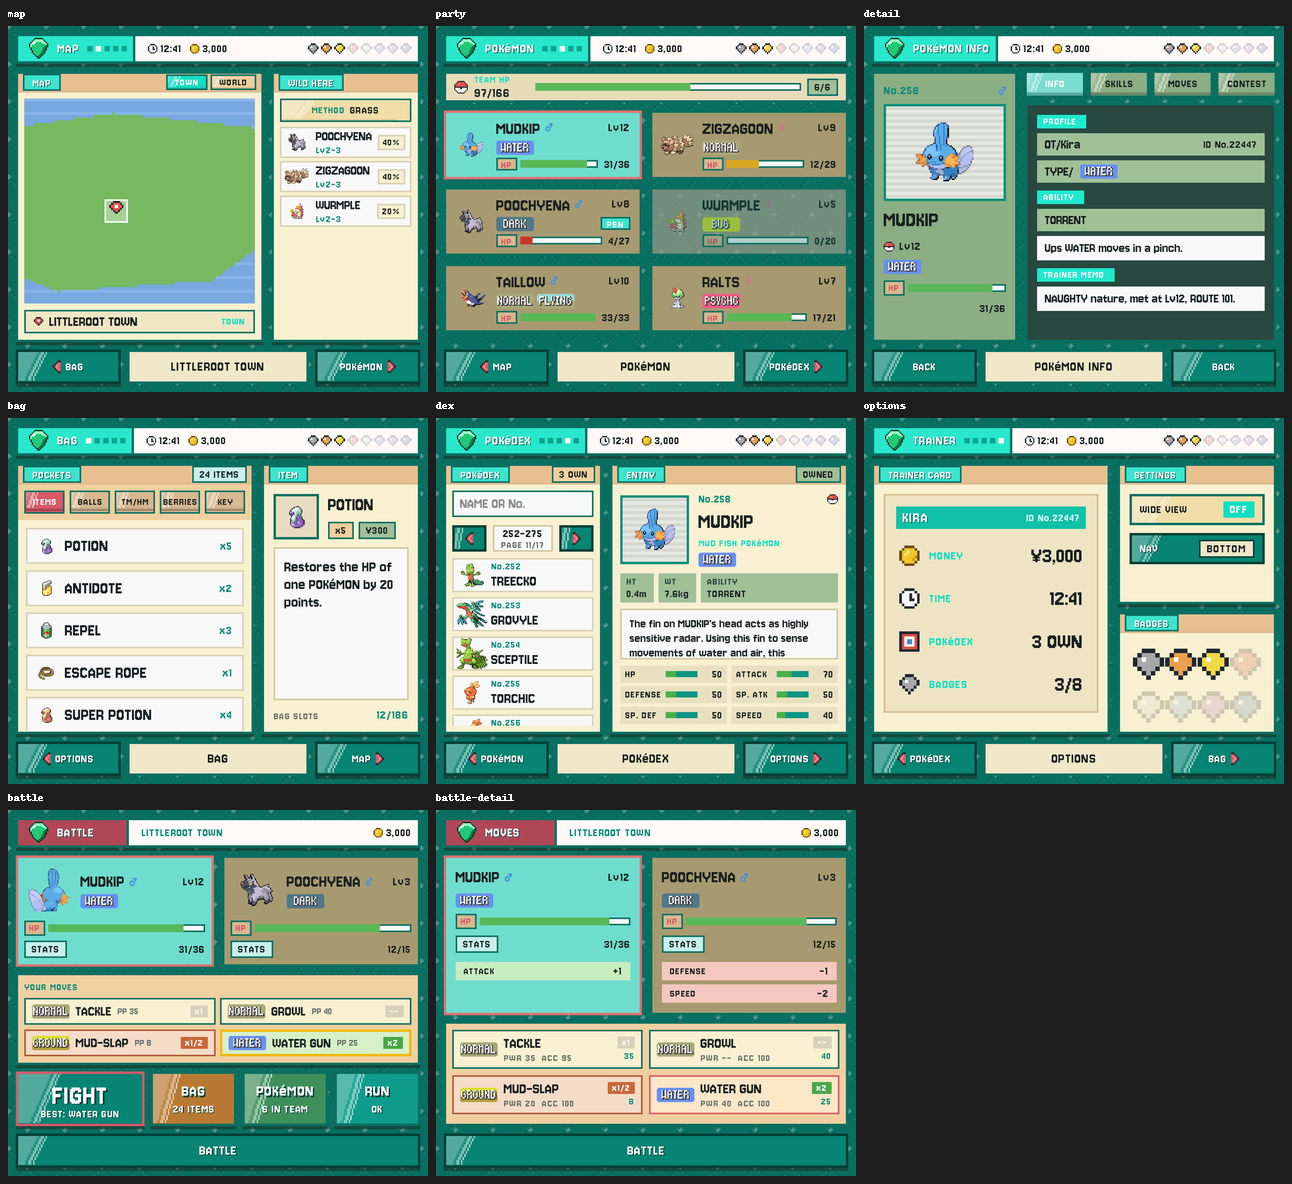 map
MAP
12:41
3,000
MAP
TOWN
WORLD
WILD HERE
METHOD GRASS
POOCHYENA
Lv2-3
40%
ZIGZAGOON
Lv2-3
40%
WURMPLE
Lv2-3
20%
LITTLEROOT TOWN
TOWN
BAG
LITTLEROOT TOWN
POKéMON
party
POKéMON
12:41
3,000
TEAM HP
97/166
6/6
MUDKIP ♂ Lv12
WATER
HP
31/36
ZIGZAGOON Lv9
NORMAL
HP
12/29
POOCHYENA ♂ Lv8
DARK
PSN
HP
4/27
WURMPLE Lv5
BUG
HP
0/20
TAILLOW ♂ Lv10
NORMAL FLYING
HP
33/33
RALTS Lv7
PSYCHC
HP
17/21
MAP
POKéMON
POKéDEX
detail
POKéMON INFO
12:41
3,000
No.258 ♂
MUDKIP
Lv12
WATER
HP
31/36
INFO
SKILLS
MOVES
CONTEST
PROFILE
OT/Kira
ID No.22447
TYPE/ WATER
ABILITY
TORRENT
Ups WATER moves in a pinch.
TRAINER MEMO
NAUGHTY nature, met at Lv12, ROUTE 101.
BACK
POKéMON INFO
BACK
bag
BAG
12:41
3,000
POCKETS
24 ITEMS
ITEMS
BALLS
TM/HM
BERRIES
KEY
POTION x5
ANTIDOTE x2
REPEL x3
ESCAPE ROPE x1
SUPER POTION x4
ITEM
POTION
x5
¥300
Restores the HP of
one POKéMON by 20
points.
BAG SLOTS 12/186
OPTIONS
BAG
MAP
dex
POKéDEX
12:41
3,000
POKéDEX
3 OWN
NAME OR No.
252-275
PAGE 11/17
No.252
TREECKO
No.253
GROVYLE
No.254
SCEPTILE
No.255
TORCHIC
No.256
ENTRY
OWNED
No.258
MUDKIP
MUD FISH POKéMON
WATER
HT
0.4m
WT
7.6kg
ABILITY
TORRENT
The fin on MUDKIP's head acts as highly
sensitive radar. Using this fin to sense
movements of water and air, this
HP 50
ATTACK 70
DEFENSE 50
SP. ATK 50
SP. DEF 50
SPEED 40
POKéMON
POKéDEX
OPTIONS
options
TRAINER
12:41
3,000
TRAINER CARD
KIRA
ID No.22447
MONEY ¥3,000
TIME 12:41
POKéDEX 3 OWN
BADGES 3/8
SETTINGS
WIDE VIEW OFF
NAV BOTTOM
BADGES
POKéDEX
OPTIONS
BAG
battle
BATTLE
LITTLEROOT TOWN
3,000
MUDKIP ♂ Lv12
WATER
HP
STATS 31/36
POOCHYENA ♂ Lv3
DARK
HP
STATS 12/15
YOUR MOVES
NORMAL TACKLE PP 35 x1
NORMAL GROWL PP 40 --
GROUND MUD-SLAP PP 8 x1/2
WATER WATER GUN PP 25 x2
FIGHT
BEST: WATER GUN
BAG
24 ITEMS
POKéMON
6 IN TEAM
RUN
OK
BATTLE
battle-detail
MOVES
LITTLEROOT TOWN
3,000
MUDKIP ♂ Lv12
WATER
HP
STATS 31/36
ATTACK +1
POOCHYENA ♂ Lv3
DARK
HP
STATS 12/15
DEFENSE -1
SPEED -2
NORMAL TACKLE x1
PWR 35 ACC 95 35
NORMAL GROWL --
PWR -- ACC 100 40
GROUND MUD-SLAP x1/2
PWR 20 ACC 100 8
WATER WATER GUN x2
PWR 40 ACC 100 25
BATTLE